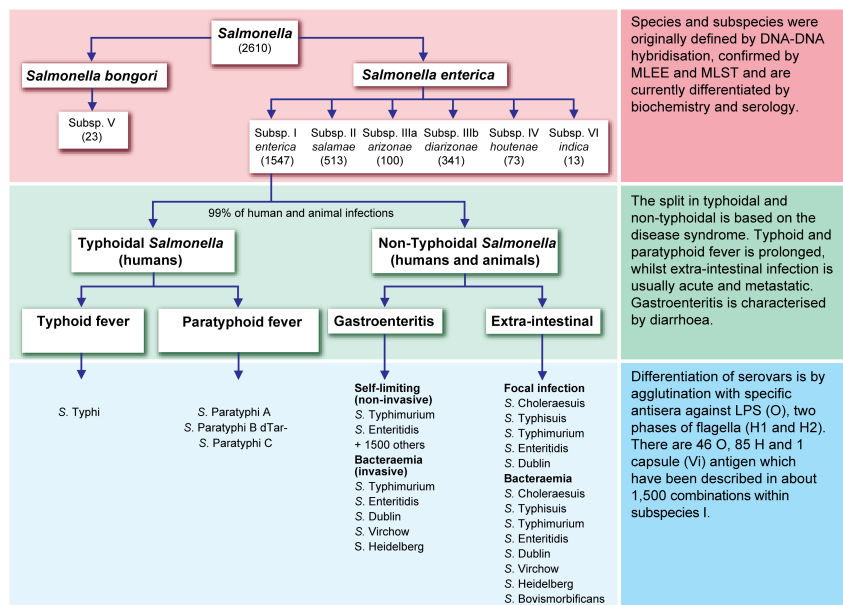 Salmonella
(2610)
Salmonella bongori
Salmonella enterica
Subsp. V
(23)
Subsp. I
enterica
(1547)
Subsp. II
salamae
(513)
Subsp. IIIa
arizonae
(100)
Subsp. IIIb
diarizonae
(341)
Subsp. IV
houtenae
(73)
Subsp. VI
indica
(13)
Species and subspecies were
originally defined by DNA-DNA
hybridisation, confirmed by
MLEE and MLST and are
currently differentiated by
biochemistry and serology.
99% of human and animal infections
Typhoidal Salmonella
(humans)
Non-Typhoidal Salmonella
(humans and animals)
Typhoid fever
Paratyphoid fever
Gastroenteritis
Extra-intestinal
The split in typhoidal and
non-typhoidal is based on the
disease syndrome. Typhoid and
paratyphoid fever is prolonged,
whilst extra-intestinal infection is
usually acute and metastatic.
Gastroenteritis is characterised
by diarrhoea.
S. Typhi
S. Paratyphi A
S. Paratyphi B dTar-
S. Paratyphi C
Self-limiting
(non-invasive)
S. Typhimurium
S. Enteritidis
+ 1500 others
Bacteraemia
(invasive)
S. Typhimurium
S. Enteritidis
S. Dublin
S. Virchow
S. Heidelberg
Focal infection
S. Choleraesuis
S. Typhisuis
S. Typhimurium
S. Enteritidis
S. Dublin
Bacteraemia
S. Choleraesuis
S. Typhisuis
S. Typhimurium
S. Enteritidis
S. Dublin
S. Virchow
S. Heidelberg
S. Bovismorbificans
Differentiation of serovars is by
agglutination with specific
antisera against LPS (O), two
phases of flagella (H1 and H2).
There are 46 O, 85 H and 1
capsule (Vi) antigen which
have been described in about
1,500 combinations within
subspecies I.